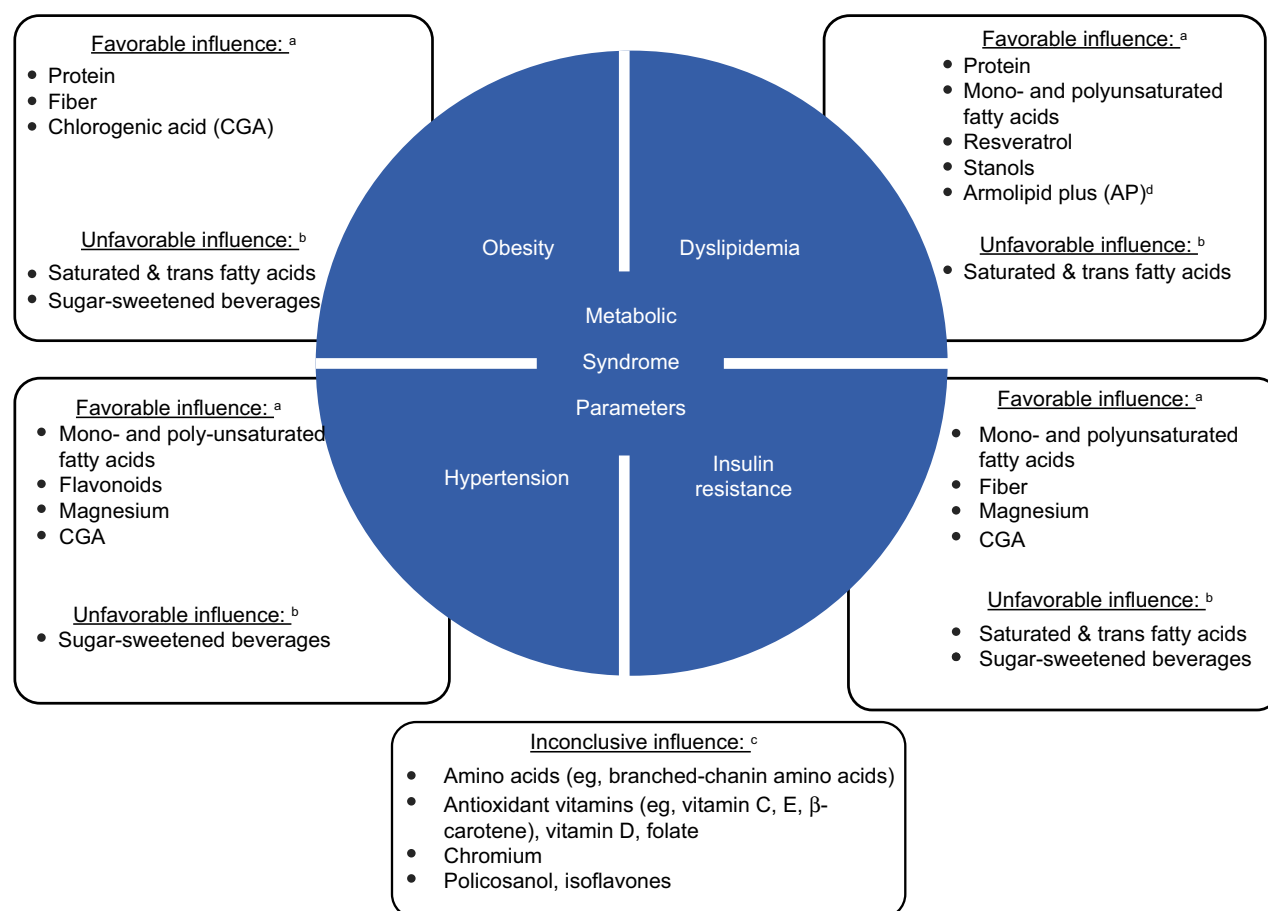 Favorable influence: a
• Protein
• Fiber
• Chlorogenic acid (CGA)
Unfavorable influence: b
• Saturated & trans fatty acids
• Sugar-sweetened beverages
Favorable influence: a
• Protein
• Mono- and polyunsaturated
fatty acids
• Resveratrol
• Stanols
• Armolipid plus (AP)d
Unfavorable influence: b
• Saturated & trans fatty acids
Obesity
Dyslipidemia
Metabolic
Syndrome
Parameters
Hypertension
Insulin
resistance
Favorable influence: a
• Mono- and poly-unsaturated
fatty acids
• Flavonoids
• Magnesium
• CGA
Unfavorable influence: b
• Sugar-sweetened beverages
Favorable influence: a
• Mono- and polyunsaturated
fatty acids
• Fiber
• Magnesium
• CGA
Unfavorable influence: b
• Saturated & trans fatty acids
• Sugar-sweetened beverages
Inconclusive influence: c
• Amino acids (eg, branched-chanin amino acids)
• Antioxidant vitamins (eg, vitamin C, E, β-
carotene), vitamin D, folate
• Chromium
• Policosanol, isoflavones